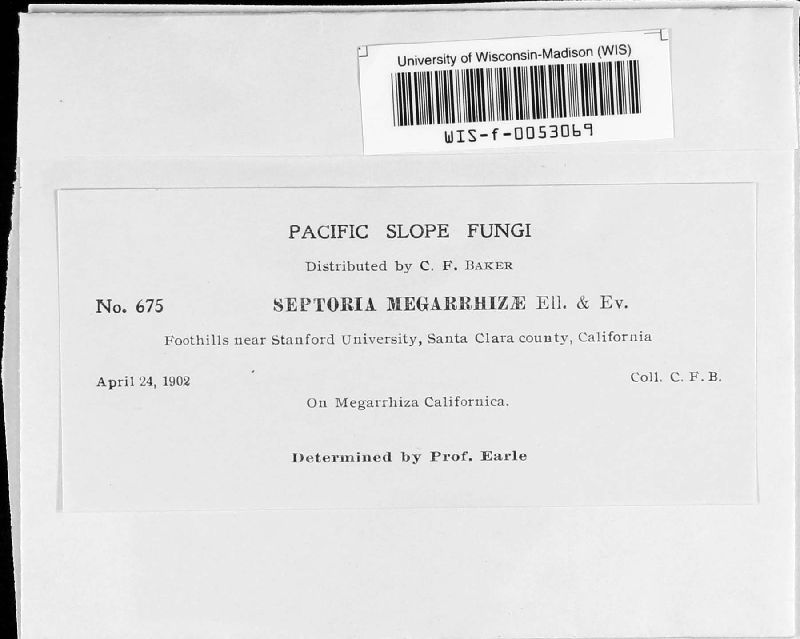 University of Wisconsin-Madison (WIS)
WIS-f-0053069
PACIFIC SLOPE FUNGI
Distributed by C. F. BAKER
No. 675 SEPTORIA MEGARRHIZÆ Ell. & Ev.
Foothills near Stanford University, Santa Clara county, California
April 24, 1902 Coll. C. F. B.
On Megarrhiza Californica.
Determined by Prof. Earle